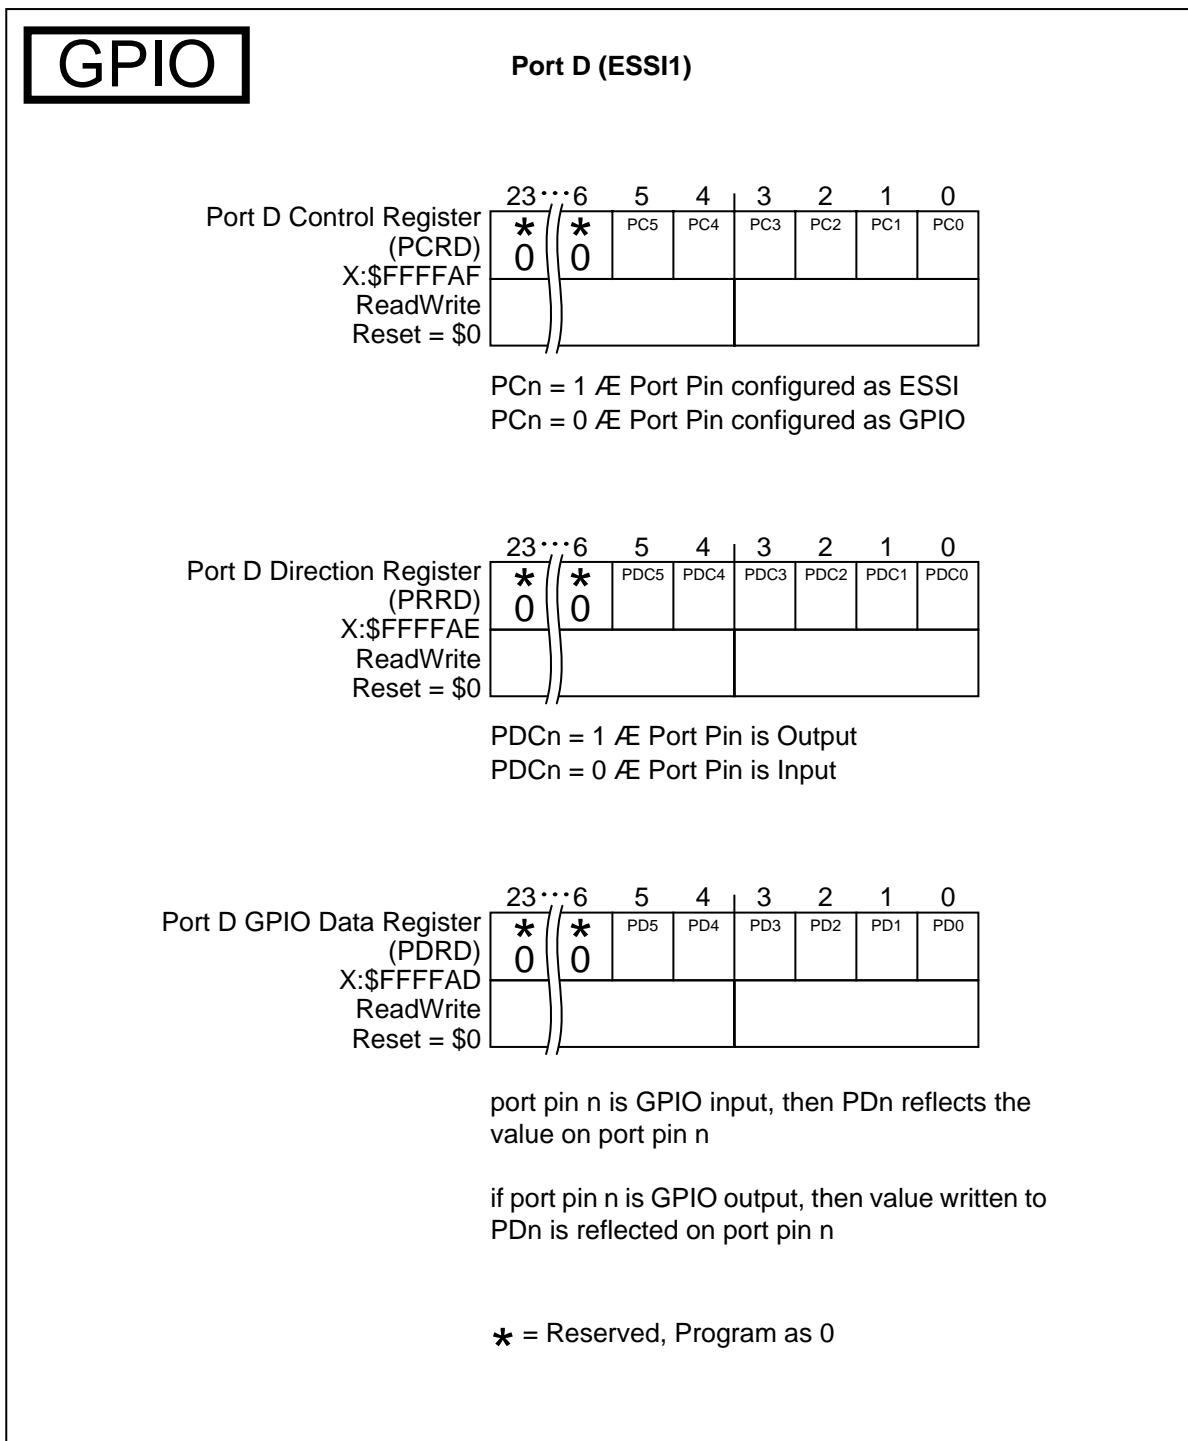 GPIO
Port D (ESSI1)
23 ··· 6 5 4 3 2 1 0
Port D Control Register
(PCRD)
X:$FFFFAF
ReadWrite
Reset = $0
* * PC5 PC4 PC3 PC2 PC1 PC0
0 0
PCn = 1 Æ Port Pin configured as ESSI
PCn = 0 Æ Port Pin configured as GPIO
23 ··· 6 5 4 3 2 1 0
Port D Direction Register
(PRRD)
X:$FFFFAE
ReadWrite
Reset = $0
* * PDC5 PDC4 PDC3 PDC2 PDC1 PDC0
0 0
PDCn = 1 Æ Port Pin is Output
PDCn = 0 Æ Port Pin is Input
23 ··· 6 5 4 3 2 1 0
Port D GPIO Data Register
(PDRD)
X:$FFFFAD
ReadWrite
Reset = $0
* * PD5 PD4 PD3 PD2 PD1 PD0
0 0
port pin n is GPIO input, then PDn reflects the
value on port pin n
if port pin n is GPIO output, then value written to
PDn is reflected on port pin n
* = Reserved, Program as 0